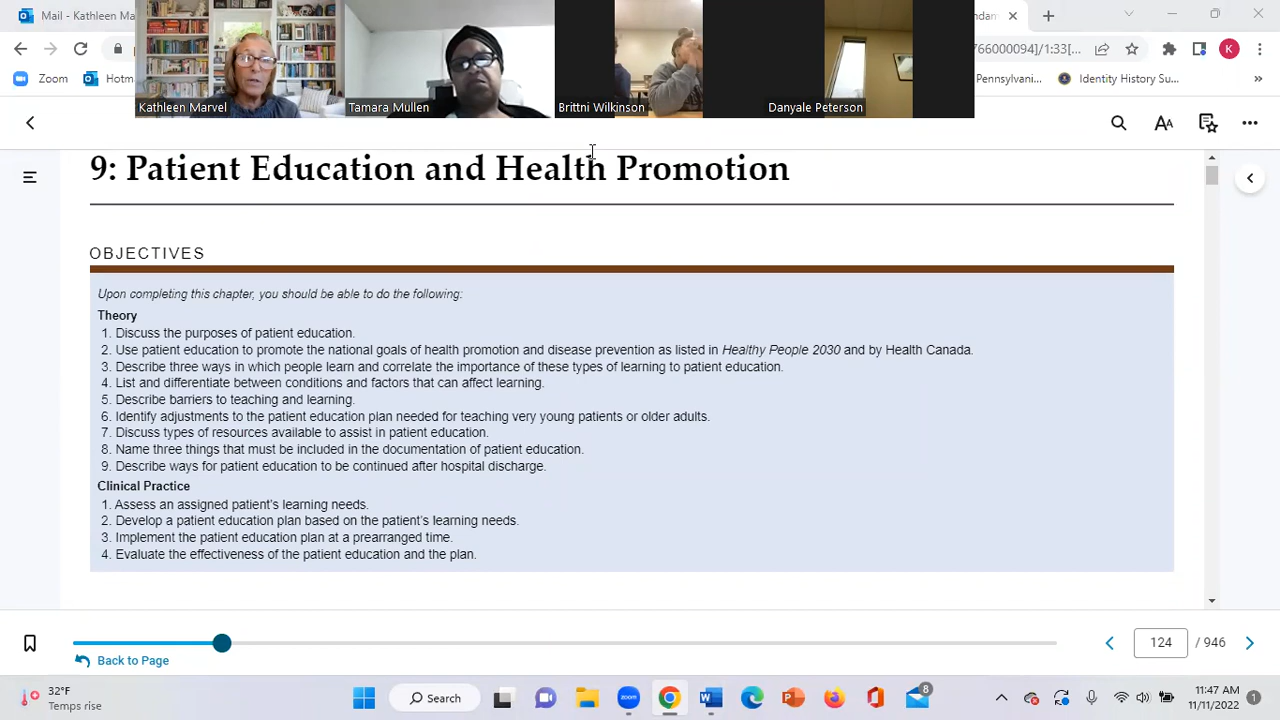 Mail - Kathleen Ma
Kathleen Marvel
Tamara Mullen
Brittni Wilkinson
Danyale Peterson
766000094]/1:33[...
K
Zoom
Hotm
Pennsylvani...
Identity History Su...
»
AA
9: Patient Education and Health Promotion
OBJECTIVES
Upon completing this chapter, you should be able to do the following:
Theory
1. Discuss the purposes of patient education.
2. Use patient education to promote the national goals of health promotion and disease prevention as listed in Healthy People 2030 and by Health Canada.
3. Describe three ways in which people learn and correlate the importance of these types of learning to patient education.
4. List and differentiate between conditions and factors that can affect learning.
5. Describe barriers to teaching and learning.
6. Identify adjustments to the patient education plan needed for teaching very young patients or older adults.
7. Discuss types of resources available to assist in patient education.
8. Name three things that must be included in the documentation of patient education.
9. Describe ways for patient education to be continued after hospital discharge.
Clinical Practice
1. Assess an assigned patient's learning needs.
2. Develop a patient education plan based on the patient's learning needs.
3. Implement the patient education plan at a prearranged time.
4. Evaluate the effectiveness of the patient education and the plan.
124 / 946
Back to Page
32°F
Temps rise
Search
zoom
8
11:47 AM
11/11/2022
1